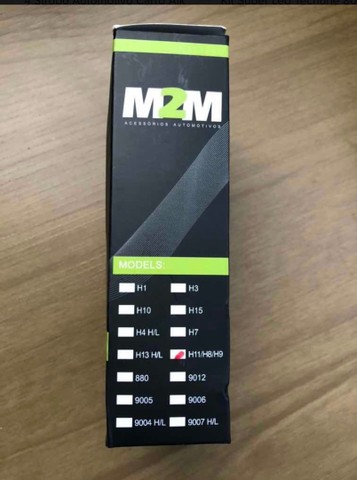 M2M
ACESSÓRIOS AUTOMOTIVOS
MODELS:
H1 H3
H10 H15
H4 H/L H7
H13 H/L H11/H8/H9
880 9012
9005 9006
9004 H/L 9007 H/L